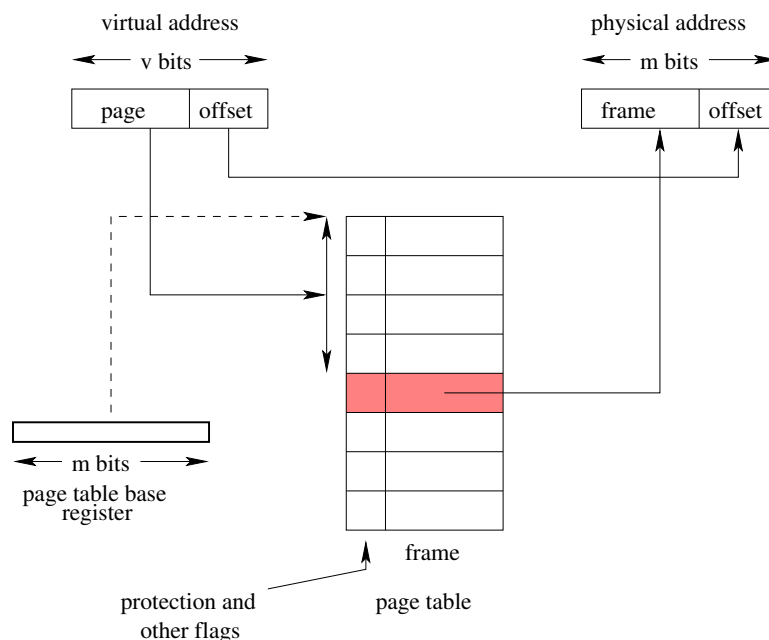 virtual address
physical address
v bits
m bits
page
offset
frame
offset
m bits
page table base
register
frame
protection and
other flags
page table